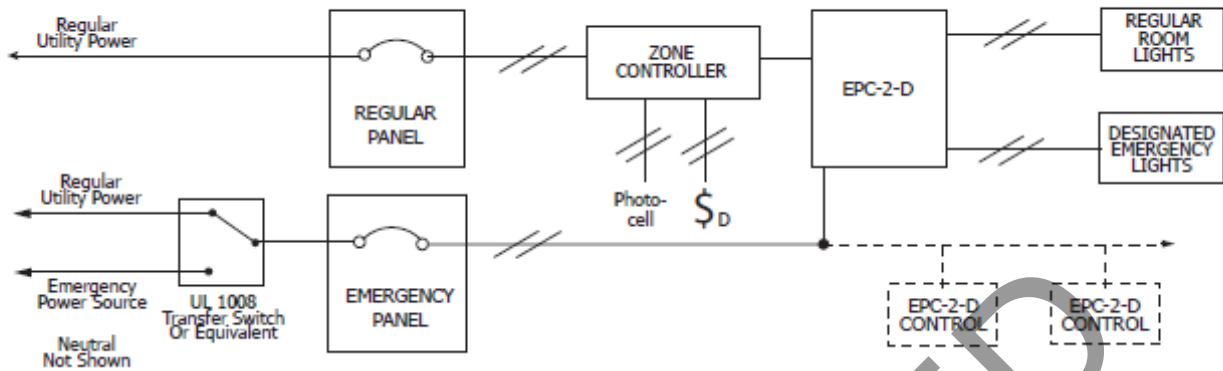 Regular
Utility Power
REGULAR
PANEL
ZONE
CONTROLLER
Photo-
cell
$D
EPC-2-D
REGULAR
ROOM
LIGHTS
DESIGNATED
EMERGENCY
LIGHTS
Regular
Utility Power
Emergency
Power Source
UL 1008
Transfer Switch
Or Equivalent
Neutral
Not Shown
EMERGENCY
PANEL
EPC-2-D
CONTROL
EPC-2-D
CONTROL